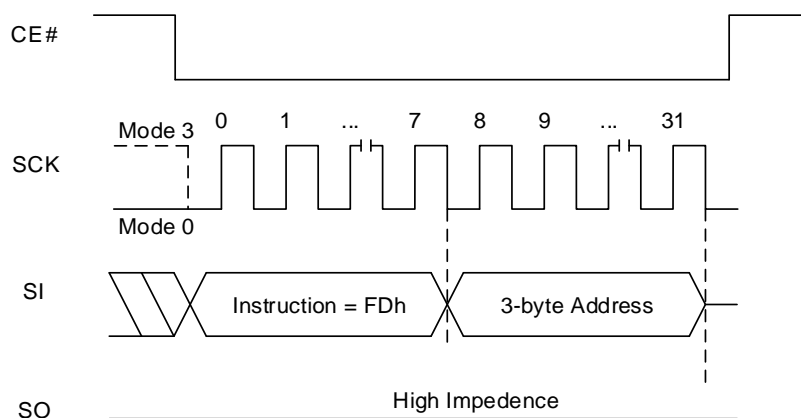 CE#
0 1 ... 7 8 9 ... 31
Mode 3
SCK
Mode 0
SI
Instruction = FDh
3-byte Address
High Impedence
SO